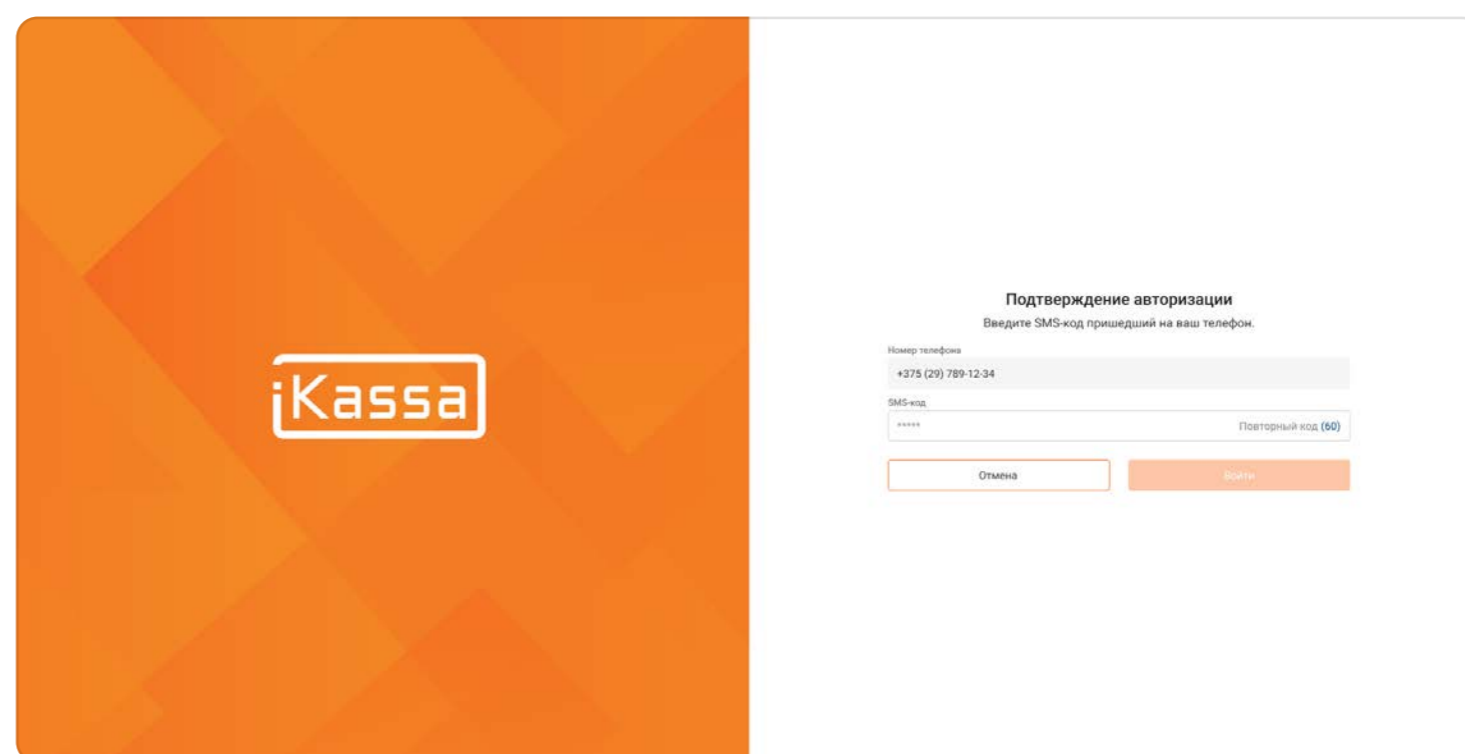 iKassa
Подтверждение авторизации
Введите SMS-код пришедший на ваш телефон.
Номер телефона
+375 (29) 789-12-34
SMS-код
*****
Повторный код (60)
Отмена
Войти